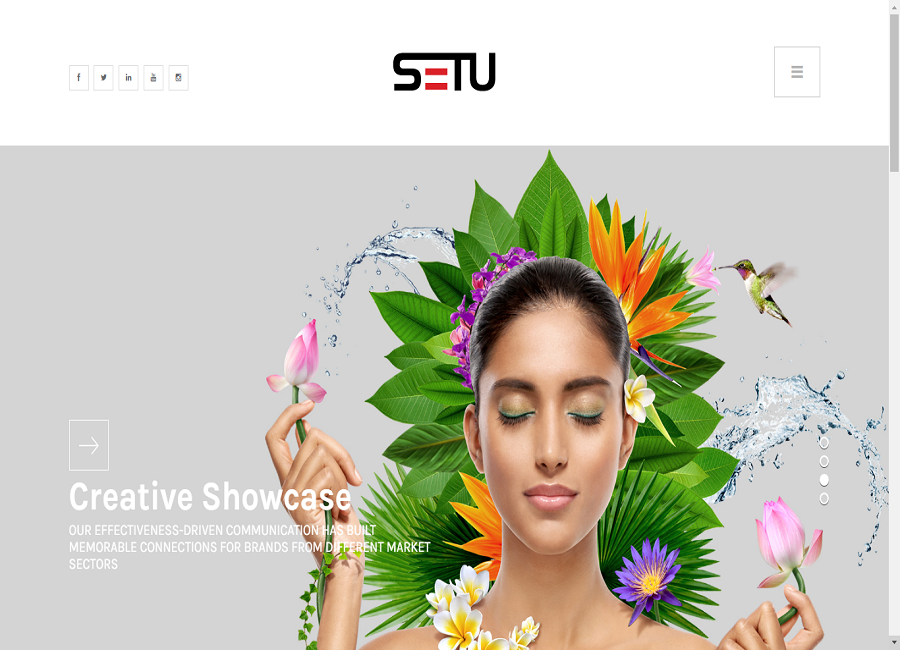 SETU
Creative Showcase
OUR EFFECTIVENESS-DRIVEN COMMUNICATION HAS BUILT
MEMORABLE CONNECTIONS FOR BRANDS FROM DIFFERENT MARKET
SECTORS